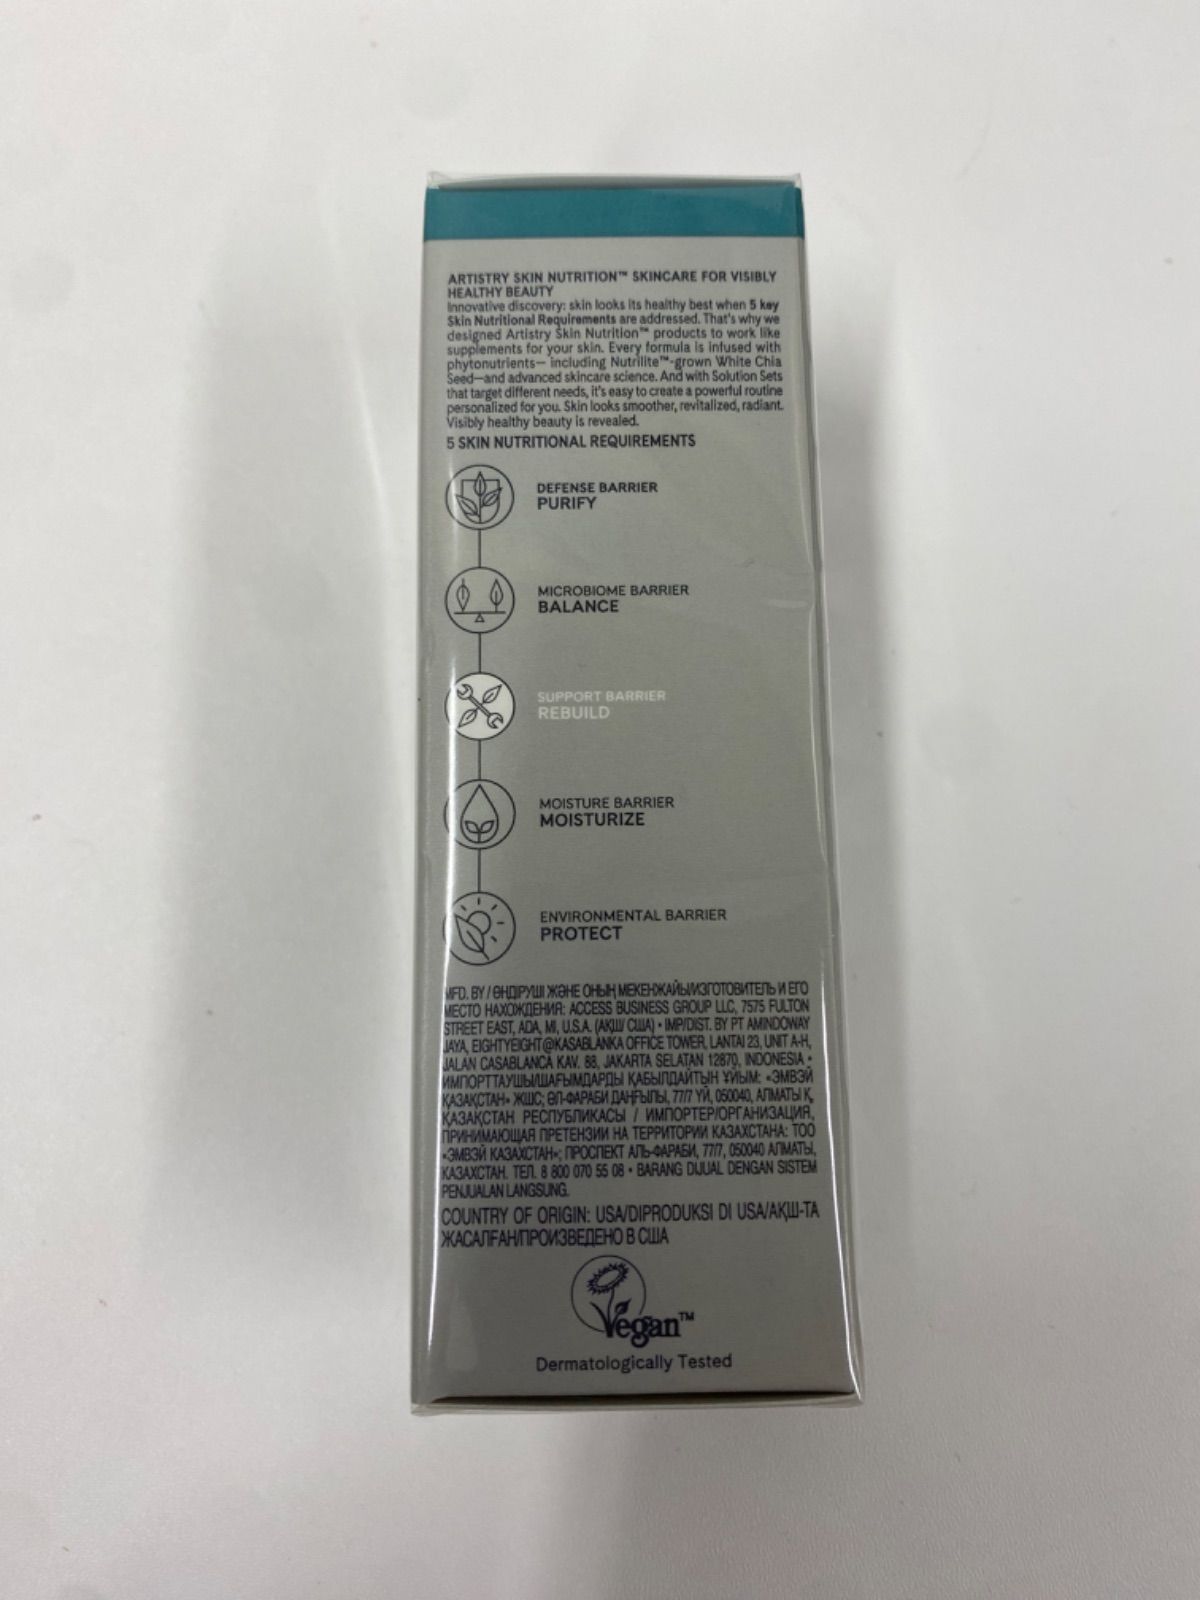 ARTISTRY SKIN NUTRITION™ SKINCARE FOR VISIBLY
HEALTHY BEAUTY
Innovative discovery: skin looks its healthy best when 5 key
Skin Nutritional Requirements are addressed. That's why we
designed Artistry Skin Nutrition™ products to work like
supplements for your skin. Every formula is infused with
phytonutrients— including Nutrilite™-grown White Chia
Seed—and advanced skincare science. And with Solution Sets
that target different needs, it's easy to create a powerful routine
personalized for you. Skin looks smoother, revitalized, radiant.
Visibly healthy beauty is revealed.
5 SKIN NUTRITIONAL REQUIREMENTS
DEFENSE BARRIER
PURIFY
MICROBIOME BARRIER
BALANCE
SUPPORT BARRIER
REBUILD
MOISTURE BARRIER
MOISTURIZE
ENVIRONMENTAL BARRIER
PROTECT
MFD. BY / ӨНДІРУШІ ЖӘНЕ ОНЫҢ МЕКЕНЖАЙЫ/ИЗГОТОВИТЕЛЬ И ЕГО
МЕСТО НАХОЖДЕНИЯ: ACCESS BUSINESS GROUP LLC, 7575 FULTON
STREET EAST, ADA, MI, U.S.A. (АҚШ/ США) • IMP/DIST. BY PT AMINDOWAY
JAYA, EIGHTYEIGHT@KASABLANKA OFFICE TOWER, LANTAI 23, UNIT A-H,
JALAN CASABLANCA KAV. 88, JAKARTA SELATAN 12870, INDONESIA •
ИМПОРТТАУШЫ/ШАҒЫМДАРДЫ ҚАБЫЛДАЙТЫН ҰЙЫМ: «ЭМВЭЙ
ҚАЗАҚСТАН» ЖШС; ӘЛ-ФАРАБИ ДАҢҒЫЛЫ, 77/7 ҮЙ, 050040, АЛМАТЫ Қ,
ҚАЗАҚСТАН РЕСПУБЛИКАСЫ / ИМПОРТЕР/ОРГАНИЗАЦИЯ,
ПРИНИМАЮЩАЯ ПРЕТЕНЗИИ НА ТЕРРИТОРИИ КАЗАХСТАНА: ТОО
«ЭМВЭЙ КАЗАХСТАН»; ПРОСПЕКТ АЛЬ-ФАРАБИ, 77/7, 050040 АЛМАТЫ,
КАЗАХСТАН. ТЕЛ. 8 800 070 55 08 • BARANG DIJUAL DENGAN SISTEM
PENJUALAN LANGSUNG.
COUNTRY OF ORIGIN: USA/DIPRODUKSI DI USA/АҚШ-ТА
ЖАСАЛҒАН/ПРОИЗВЕДЕНО В США
Vegan™
Dermatologically Tested